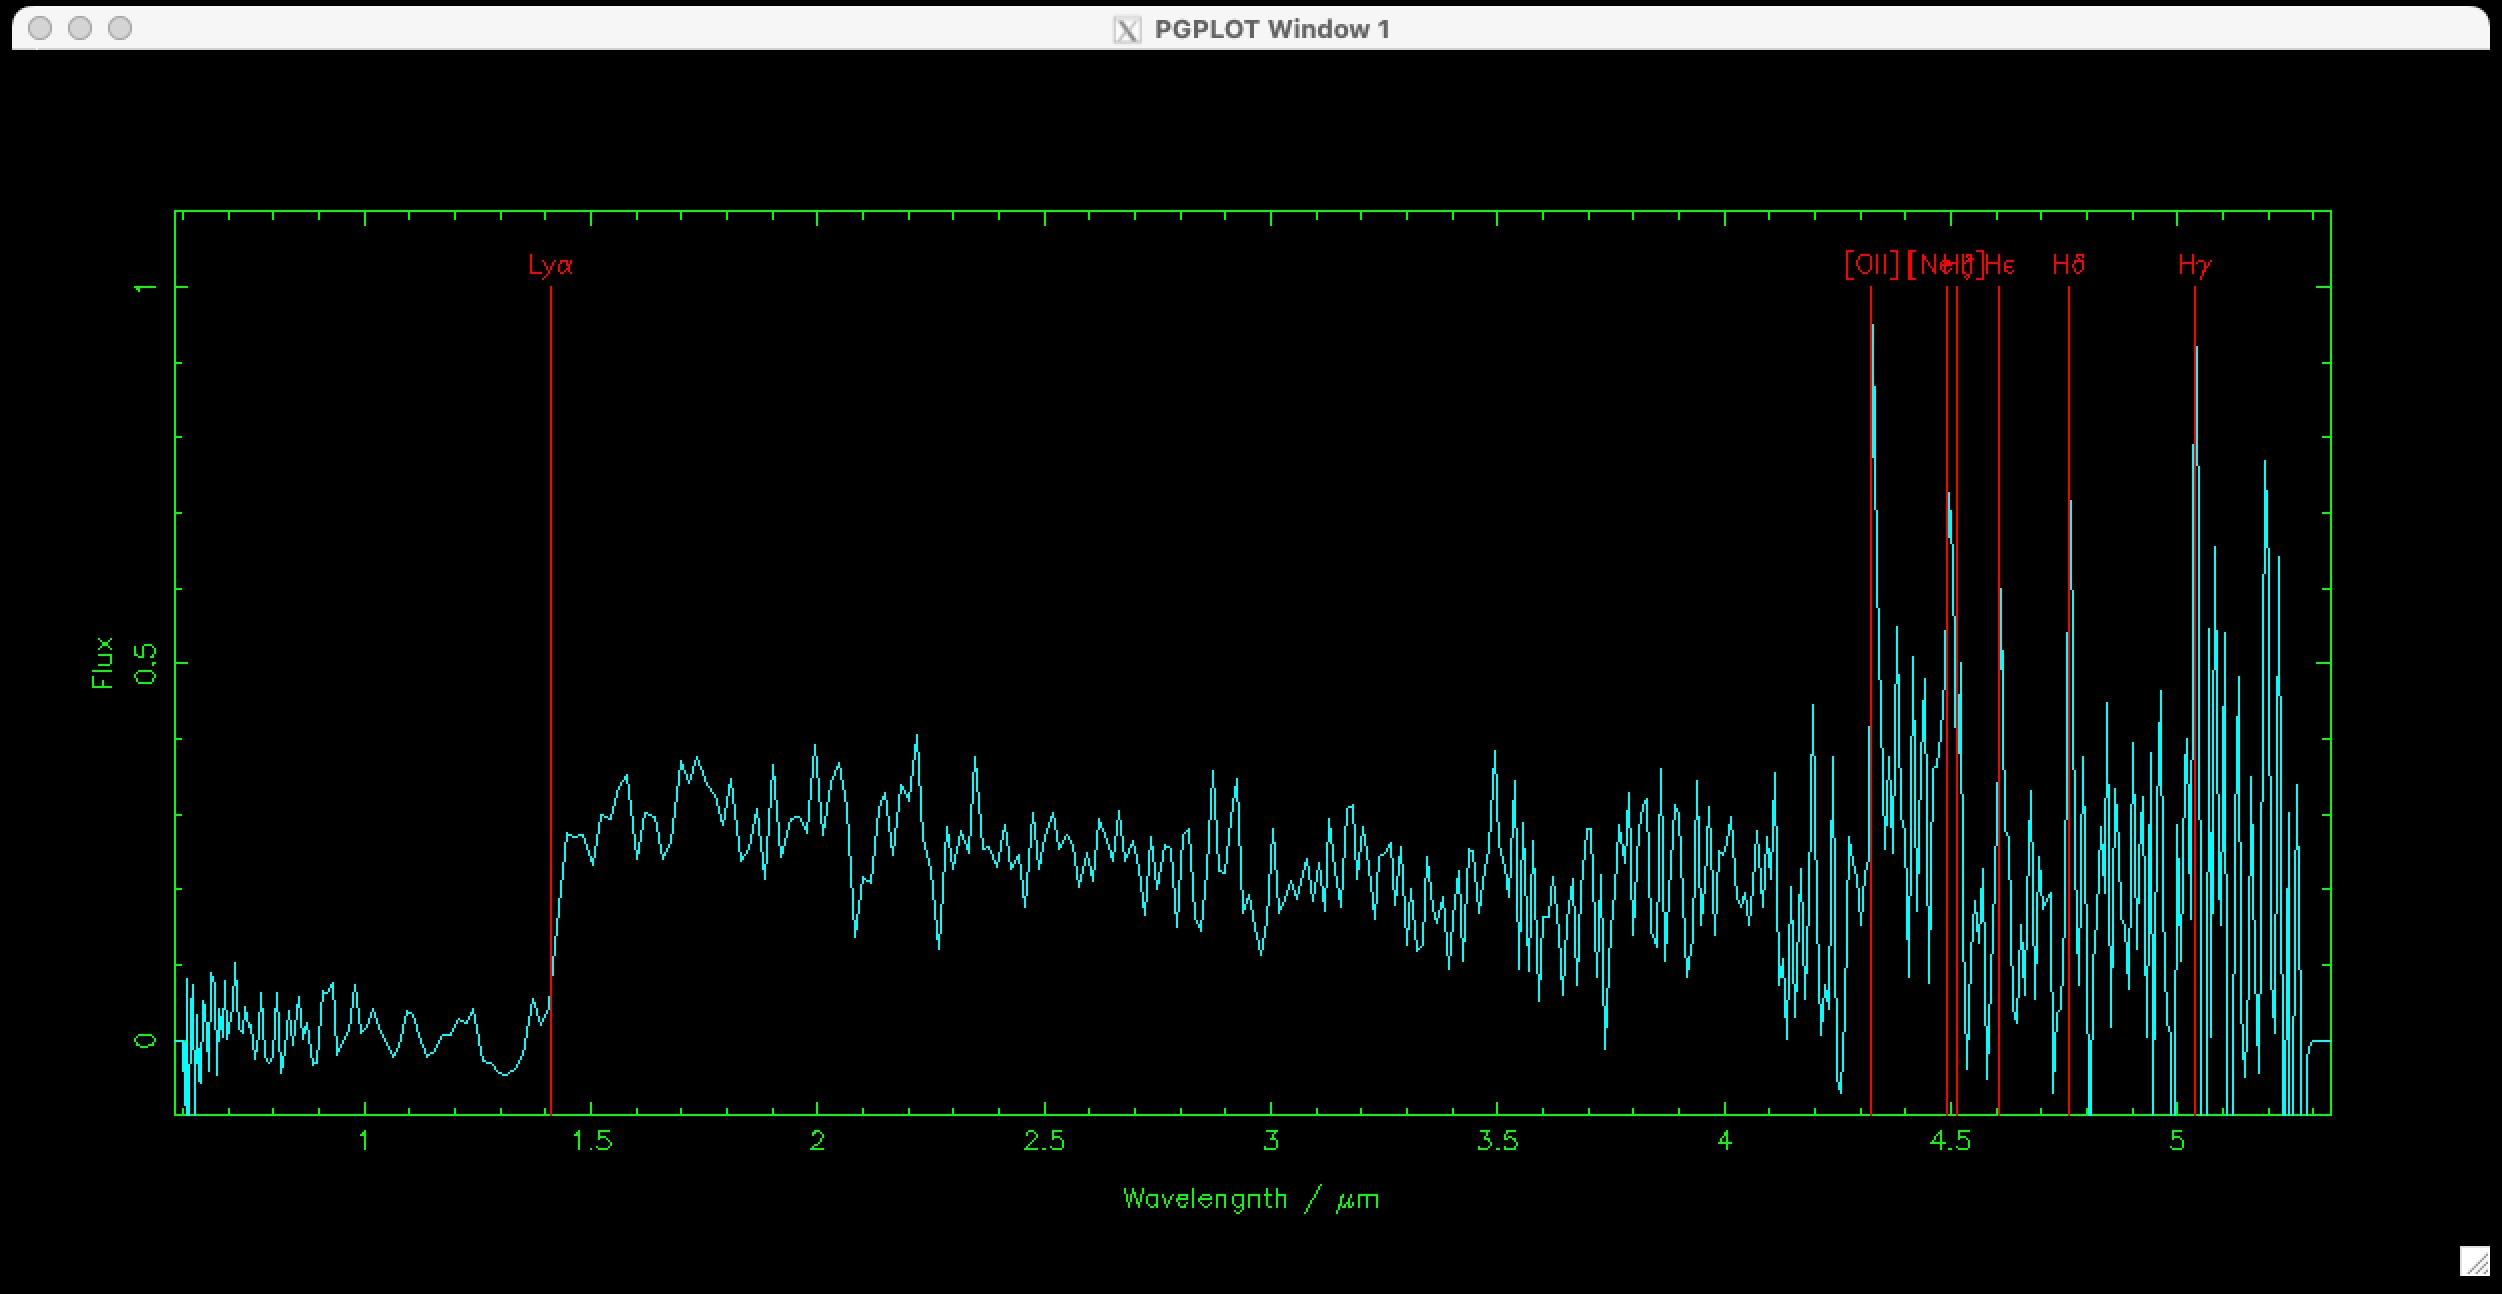 PGPLOT Window 1
Lyα [OII] Hε Hδ Hγ
1
0.5
0
Flux
1 1.5 2 2.5 3 3.5 4 4.5 5
Wavelengnth / μm